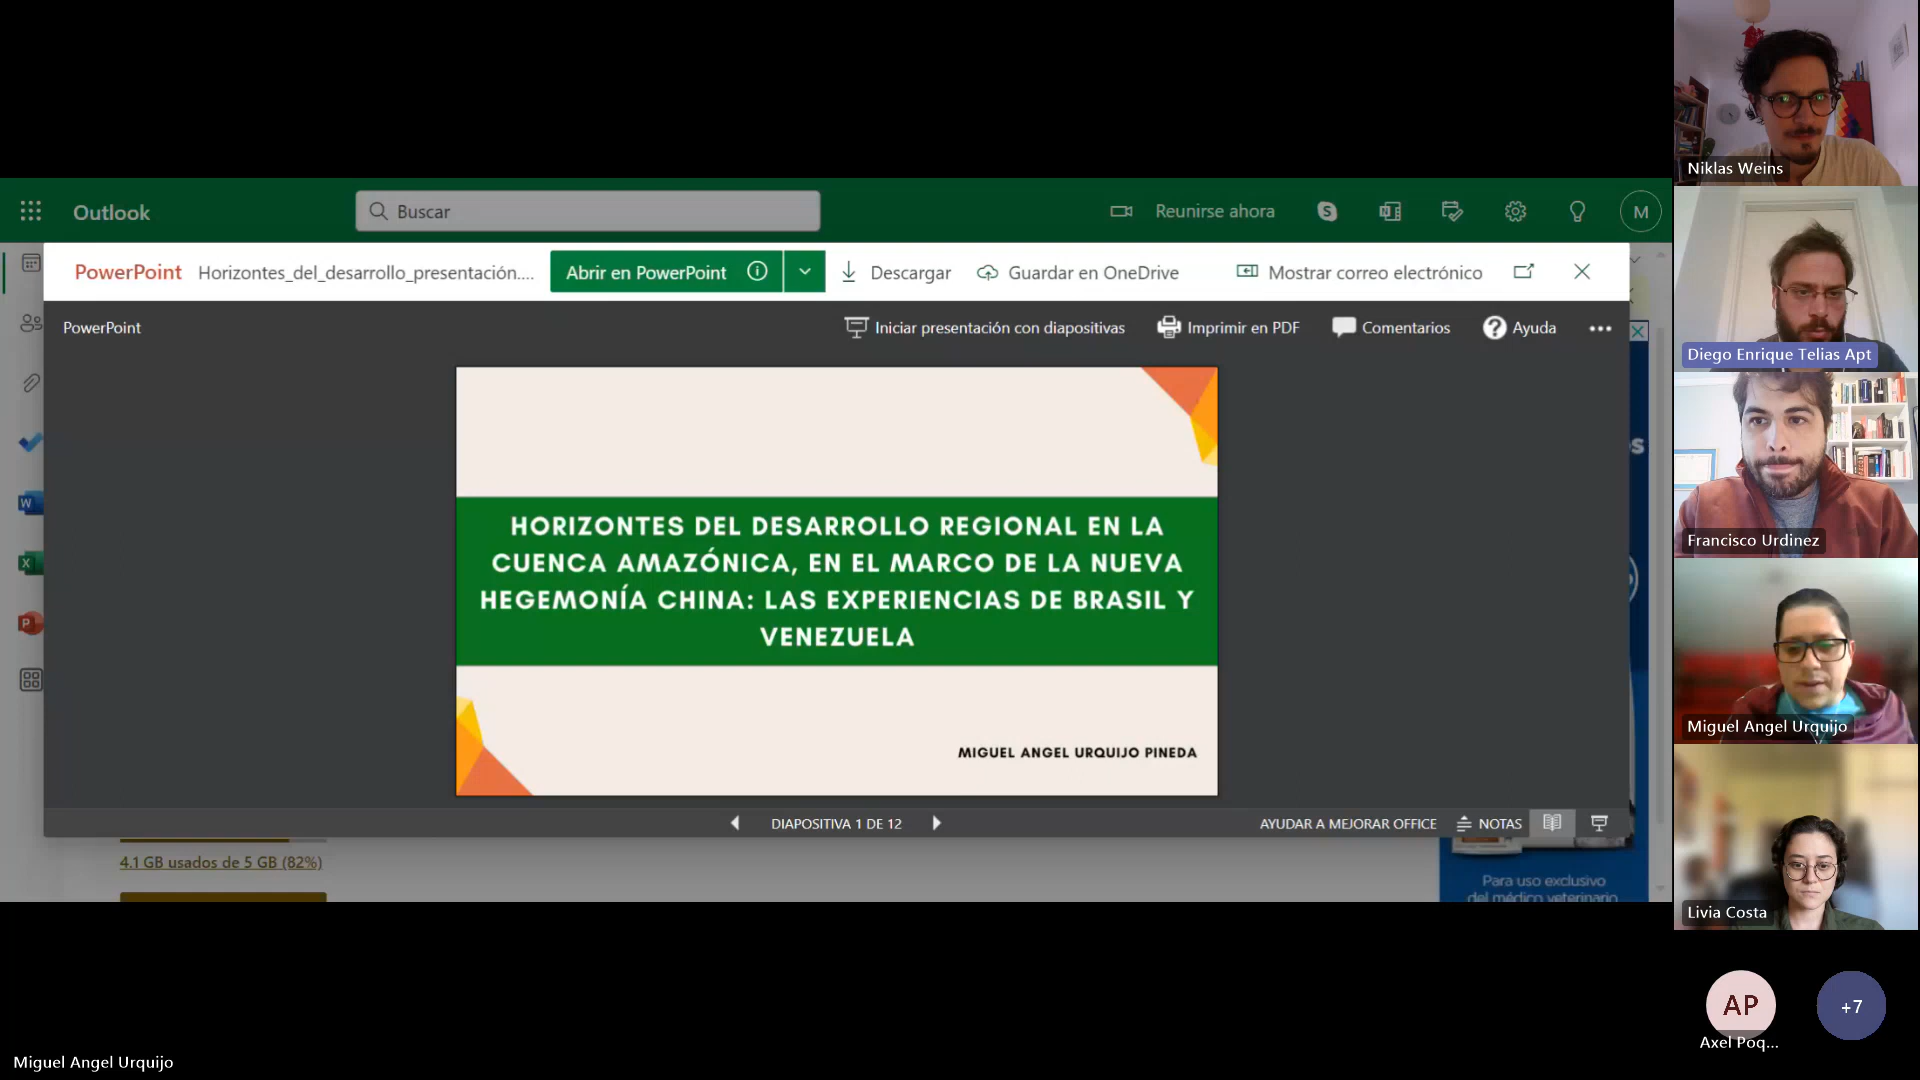 Outlook
Buscar
Reunirse ahora
M
PowerPoint
Horizontes_del_desarrollo_presentación....
Abrir en PowerPoint
Descargar
Guardar en OneDrive
Mostrar correo electrónico
PowerPoint
Iniciar presentación con diapositivas
Imprimir en PDF
Comentarios
Ayuda
HORIZONTES DEL DESARROLLO REGIONAL EN LA
CUENCA AMAZÓNICA, EN EL MARCO DE LA NUEVA
HEGEMONÍA CHINA: LAS EXPERIENCIAS DE BRASIL Y
VENEZUELA
MIGUEL ANGEL URQUIJO PINEDA
DIAPOSITIVA 1 DE 12
AYUDAR A MEJORAR OFFICE
NOTAS
4.1 GB usados de 5 GB (82%)
Para uso exclusivo
del médico veterinario
Miguel Angel Urquijo
Niklas Weins
Diego Enrique Telias Apt
Francisco Urdinez
Miguel Angel Urquijo
Livia Costa
AP
Axel Poq...
+7